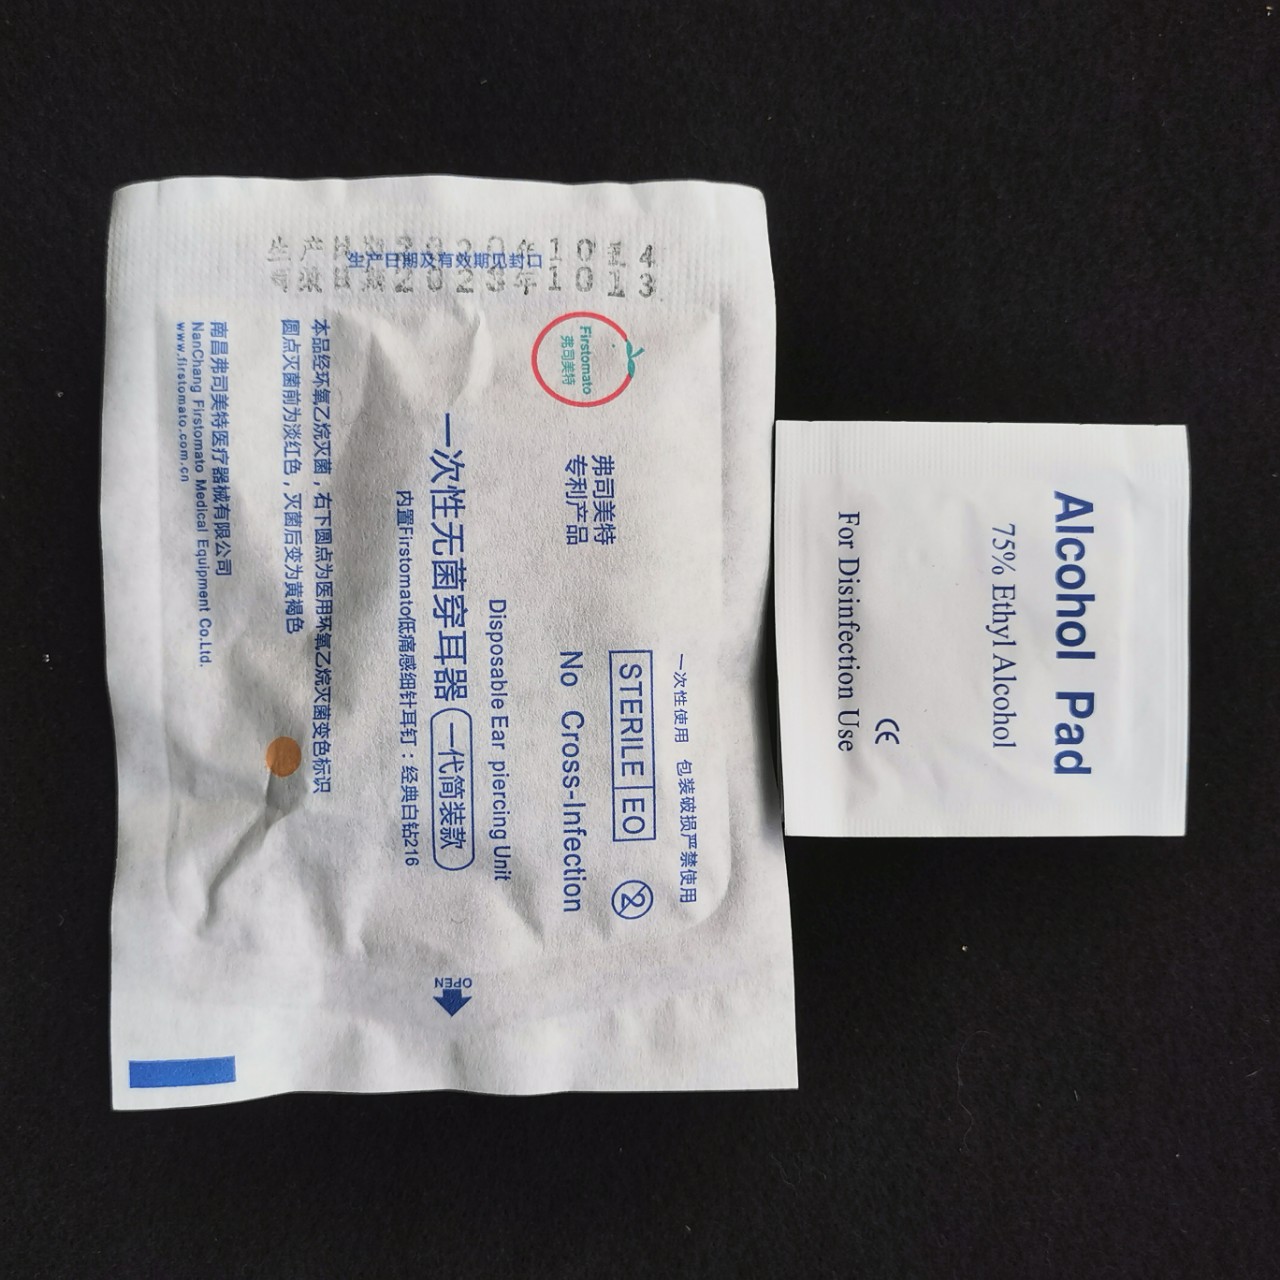 生产日期2020年1014
有效日期2023年1013
生产日期及有效期见封口
一次性使用 包装破损严禁使用
STERILE EO
2
Firstomato
弗司美特
弗司美特
专利产品
No Cross-Infection
Disposable Ear piercing Unit
一次性无菌穿耳器 一代简装款
内置Firstomato低痛感细针耳钉：经典白钻216
OPEN
本品经环氧乙烷灭菌，右下圆点为医用环氧乙烷灭菌变色标识
圆点灭菌前为淡红色，灭菌后变为黄褐色
南昌弗司美特医疗器械有限公司
NanChang Firstomato Medical Equipment Co.Ltd.
www.firstomato.com.cn
Alcohol Pad
75% Ethyl Alcohol
CE
For Disinfection Use